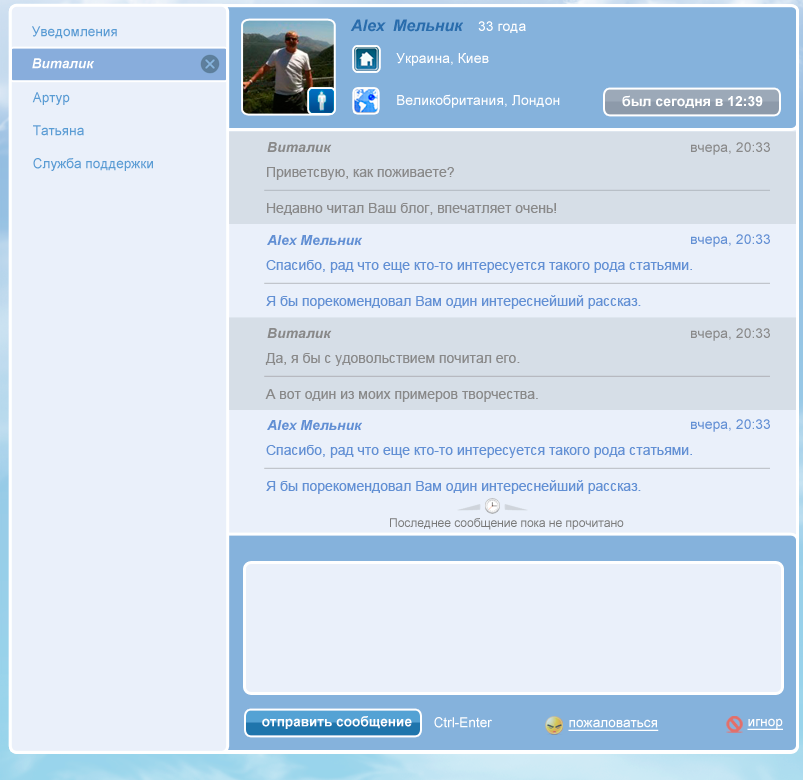 Уведомления
Виталик
Артур
Татьяна
Служба поддержки
Alex Мельник 33 года
Украина, Киев
Великобритания, Лондон
был сегодня в 12:39
Виталик вчера, 20:33
Приветсвую, как поживаете?
Недавно читал Ваш блог, впечатляет очень!
Alex Мельник вчера, 20:33
Спасибо, рад что еще кто-то интересуется такого рода статьями.
Я бы порекомендовал Вам один интереснейший рассказ.
Виталик вчера, 20:33
Да, я бы с удовольствием почитал его.
А вот один из моих примеров творчества.
Alex Мельник вчера, 20:33
Спасибо, рад что еще кто-то интересуется такого рода статьями.
Я бы порекомендовал Вам один интереснейший рассказ.
Последнее сообщение пока не прочитано
отправить сообщение Ctrl-Enter пожаловаться игнор